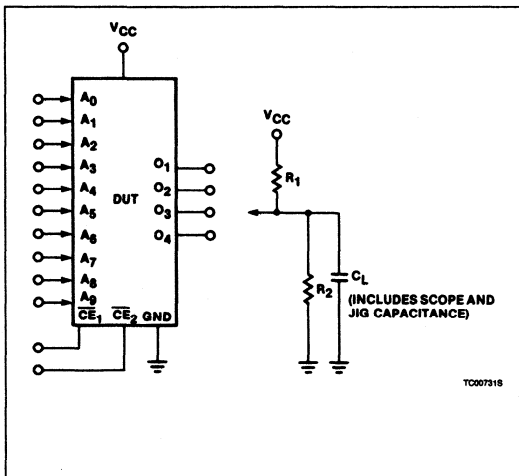 VCC
A0
A1
A2
A3
A4
A5
A6
A7
A8
A9
DUT
O1
O2
O3
O4
CE1 CE2 GND
VCC
R1
R2
CL
(INCLUDES SCOPE AND
JIG CAPACITANCE)
TC00731S